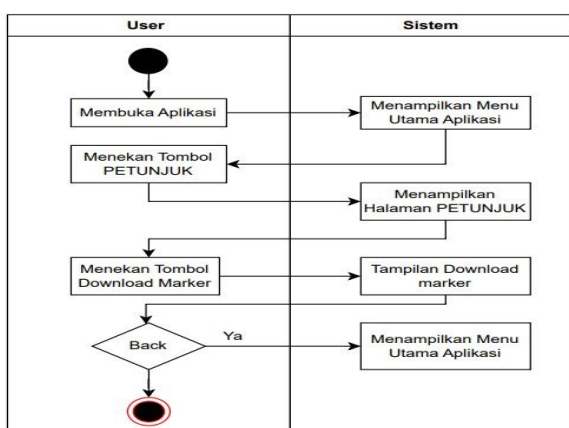 User
Sistem
Membuka Aplikasi
Menampilkan Menu
Utama Aplikasi
Menekan Tombol
PETUNJUK
Menampilkan
Halaman PETUNJUK
Menekan Tombol
Download Marker
Tampilan Download
marker
Back
Ya
Menampilkan Menu
Utama Aplikasi